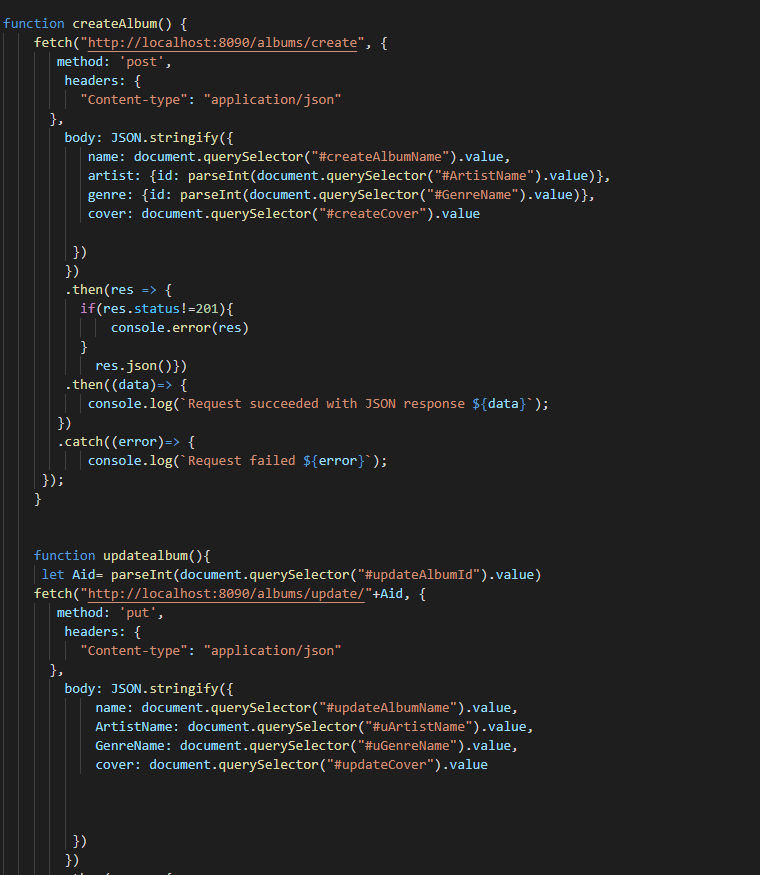 function createAlbum() {
fetch("http://localhost:8090/albums/create", {
method: 'post',
headers: {
"Content-type": "application/json"
},
body: JSON.stringify({
name: document.querySelector("#createAlbumName").value,
artist: {id: parseInt(document.querySelector("#ArtistName").value)},
genre: {id: parseInt(document.querySelector("#GenreName").value)},
cover: document.querySelector("#createCover").value
})
})
.then(res => {
if(res.status!=201){
console.error(res)
}
res.json()})
.then((data)=> {
console.log(`Request succeeded with JSON response ${data}`);
})
.catch((error)=> {
console.log(`Request failed ${error}`);
});
}
function updatealbum(){
let Aid= parseInt(document.querySelector("#updateAlbumId").value)
fetch("http://localhost:8090/albums/update/"+Aid, {
method: 'put',
headers: {
"Content-type": "application/json"
},
body: JSON.stringify({
name: document.querySelector("#updateAlbumName").value,
ArtistName: document.querySelector("#uArtistName").value,
GenreName: document.querySelector("#uGenreName").value,
cover: document.querySelector("#updateCover").value
})
})